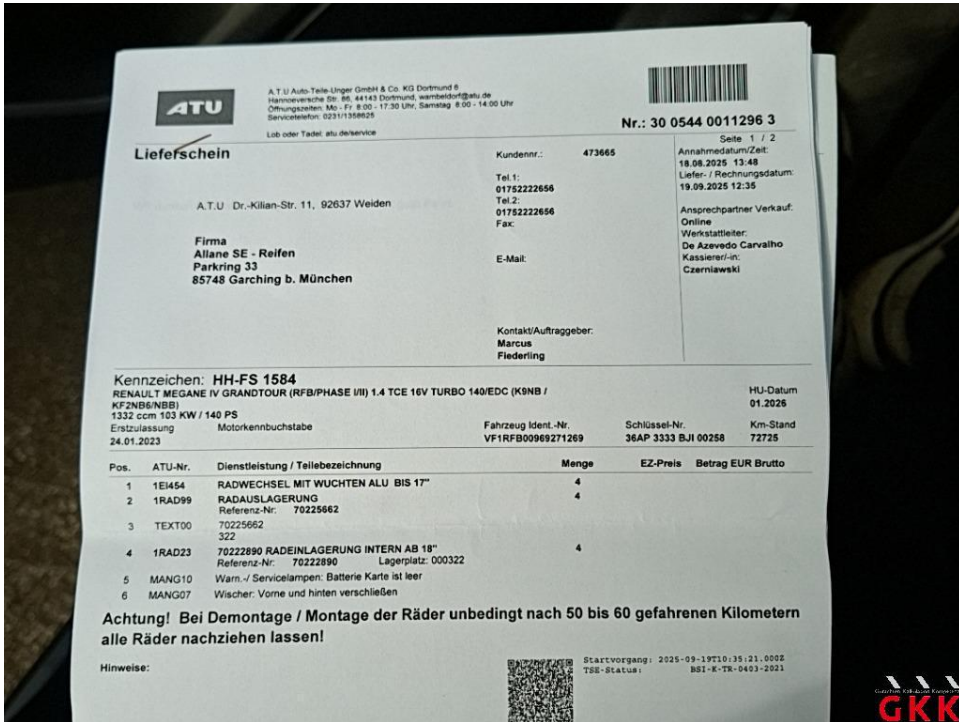 ATU
A.T.U Auto-Teile-Unger GmbH & Co. KG Dortmund 6
Hannoversche Str. 86, 44143 Dortmund, wambeldorf@atu.de
Öffnungszeiten: Mo - Fr 8:00 - 17.30 Uhr, Samstag 8:00 - 14:00 Uhr
Servicetelefon: 0231/1358625
Lob oder Tadel: atu.de/service
Nr.: 30 0544 0011296 3
Seite 1 / 2
Lieferschein
Kundennr.: 473665
Annahmedatum/Zeit:
18.08.2025 13:48
Liefer- / Rechnungsdatum:
19.09.2025 12:35
Tel.1:
01752222656
Tel.2:
01752222656
Fax:
A.T.U Dr.-Kilian-Str. 11, 92637 Weiden
Ansprechpartner Verkauf:
Online
Werkstattleiter:
De Azevedo Carvalho
Kassierer/-in:
Czerniawski
Firma
Allane SE - Reifen
Parkring 33
85748 Garching b. München
E-Mail:
Kontakt/Auftraggeber:
Marcus
Fiederling
Kennzeichen: HH-FS 1584
RENAULT MEGANE IV GRANDTOUR (RFB/PHASE I/II) 1.4 TCE 16V TURBO 140/EDC (K9NB /
KF2NB6/NBB)
1332 ccm 103 KW / 140 PS
HU-Datum
01.2026
Erstzulassung Motorkennbuchstabe Fahrzeug Ident.-Nr. Schlüssel-Nr. Km-Stand
24.01.2023 VF1RFB00969271269 36AP 3333 BJI 00258 72725
Pos. ATU-Nr. Dienstleistung / Teilebezeichnung Menge EZ-Preis Betrag EUR Brutto
1 1EI454 RADWECHSEL MIT WUCHTEN ALU BIS 17" 4
2 1RAD99 RADAUSLAGERUNG 4
Referenz-Nr: 70225662
3 TEXT00 70225662
322
4 1RAD23 70222890 RADEINLAGERUNG INTERN AB 18" 4
Referenz-Nr: 70222890 Lagerplatz: 000322
5 MANG10 Warn.-/ Servicelampen: Batterie Karte ist leer
6 MANG07 Wischer: Vorne und hinten verschließen
Achtung! Bei Demontage / Montage der Räder unbedingt nach 50 bis 60 gefahrenen Kilometern
alle Räder nachziehen lassen!
Hinweise:
Startvorgang: 2025-09-19T10:35:21.000Z
TSE-Status: BSI-K-TR-0403-2021
GKK